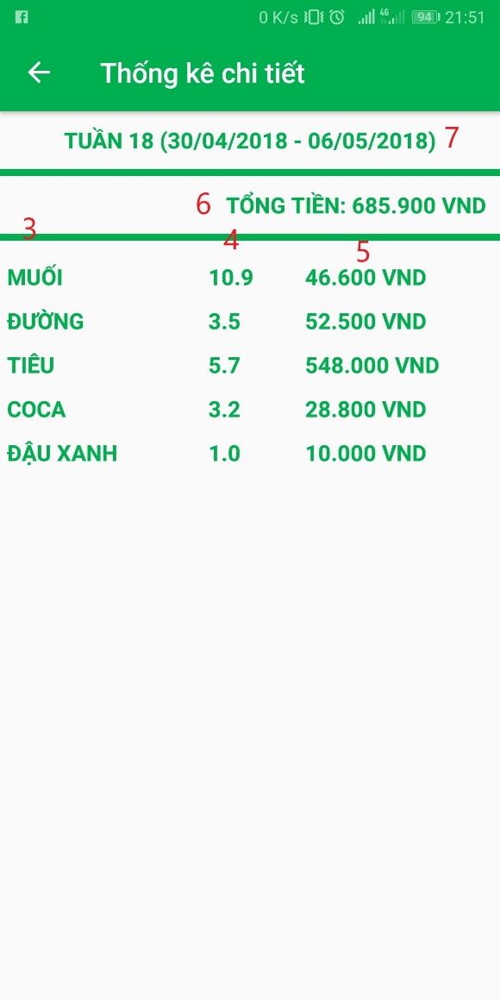 0 K/s 4G 94 21:51
Thống kê chi tiết
TUẦN 18 (30/04/2018 - 06/05/2018) 7
6 TỔNG TIỀN: 685.900 VND
3 4 5
MUỐI 10.9 46.600 VND
ĐƯỜNG 3.5 52.500 VND
TIÊU 5.7 548.000 VND
COCA 3.2 28.800 VND
ĐẬU XANH 1.0 10.000 VND